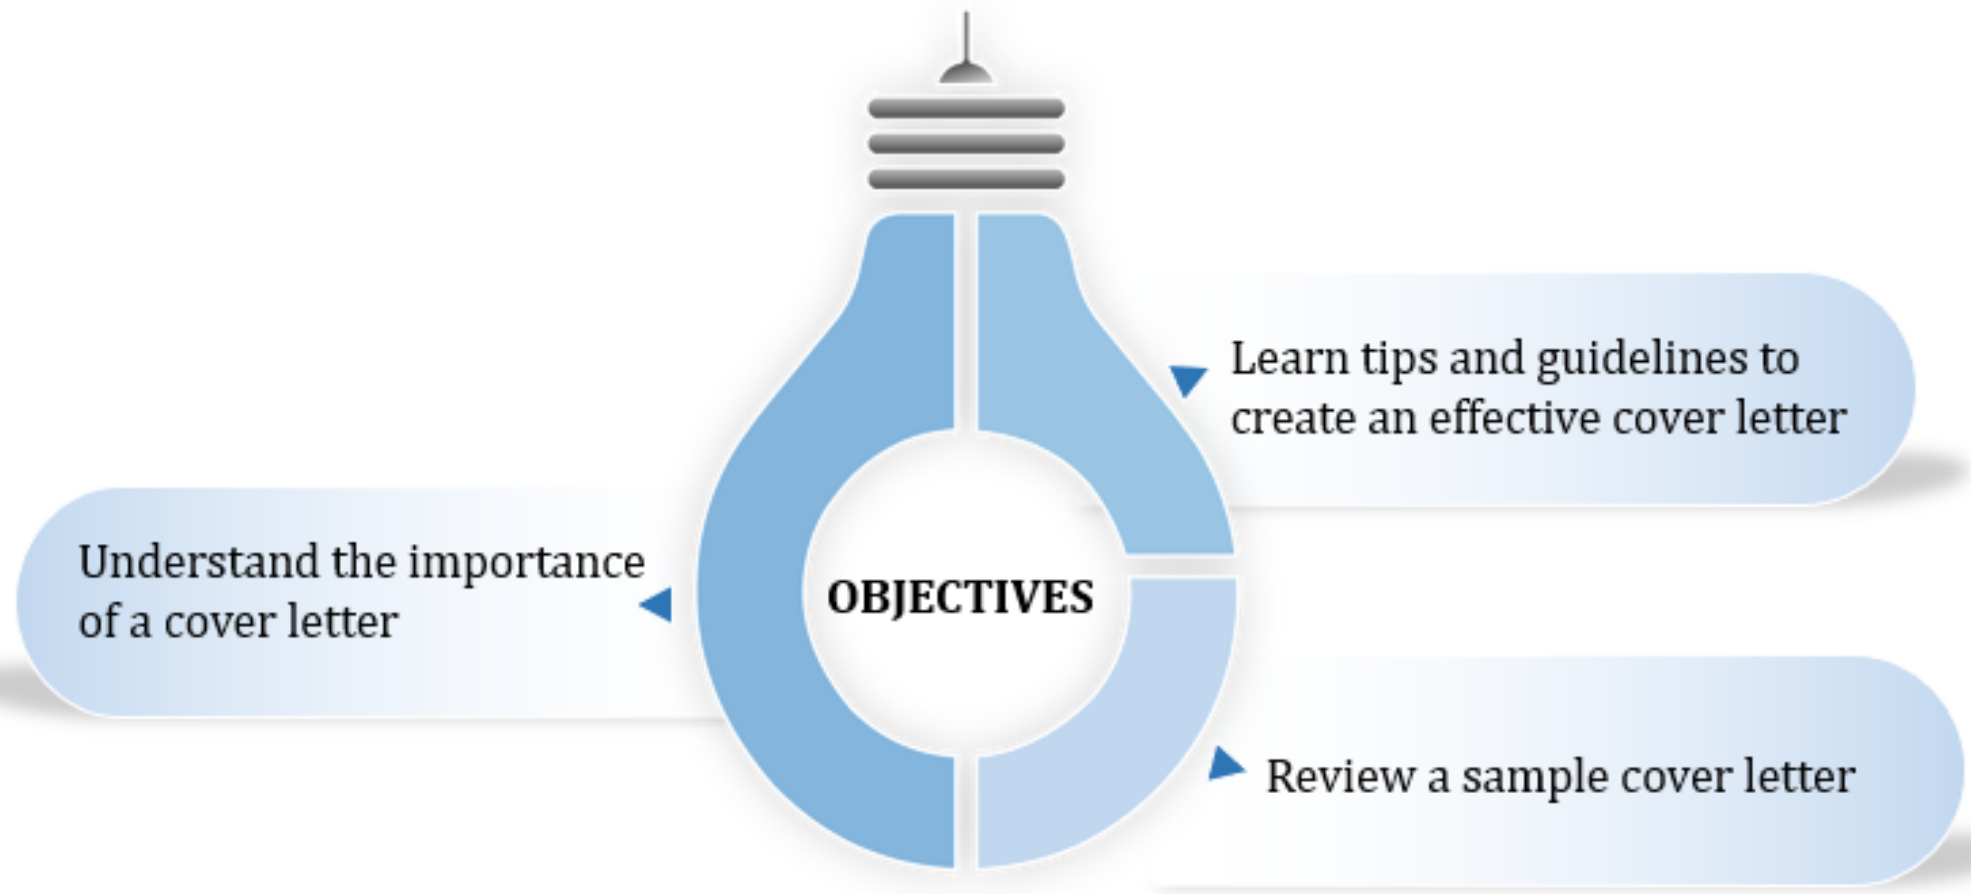 Learn tips and guidelines to
create an effective cover letter
Understand the importance
of a cover letter
OBJECTIVES
Review a sample cover letter